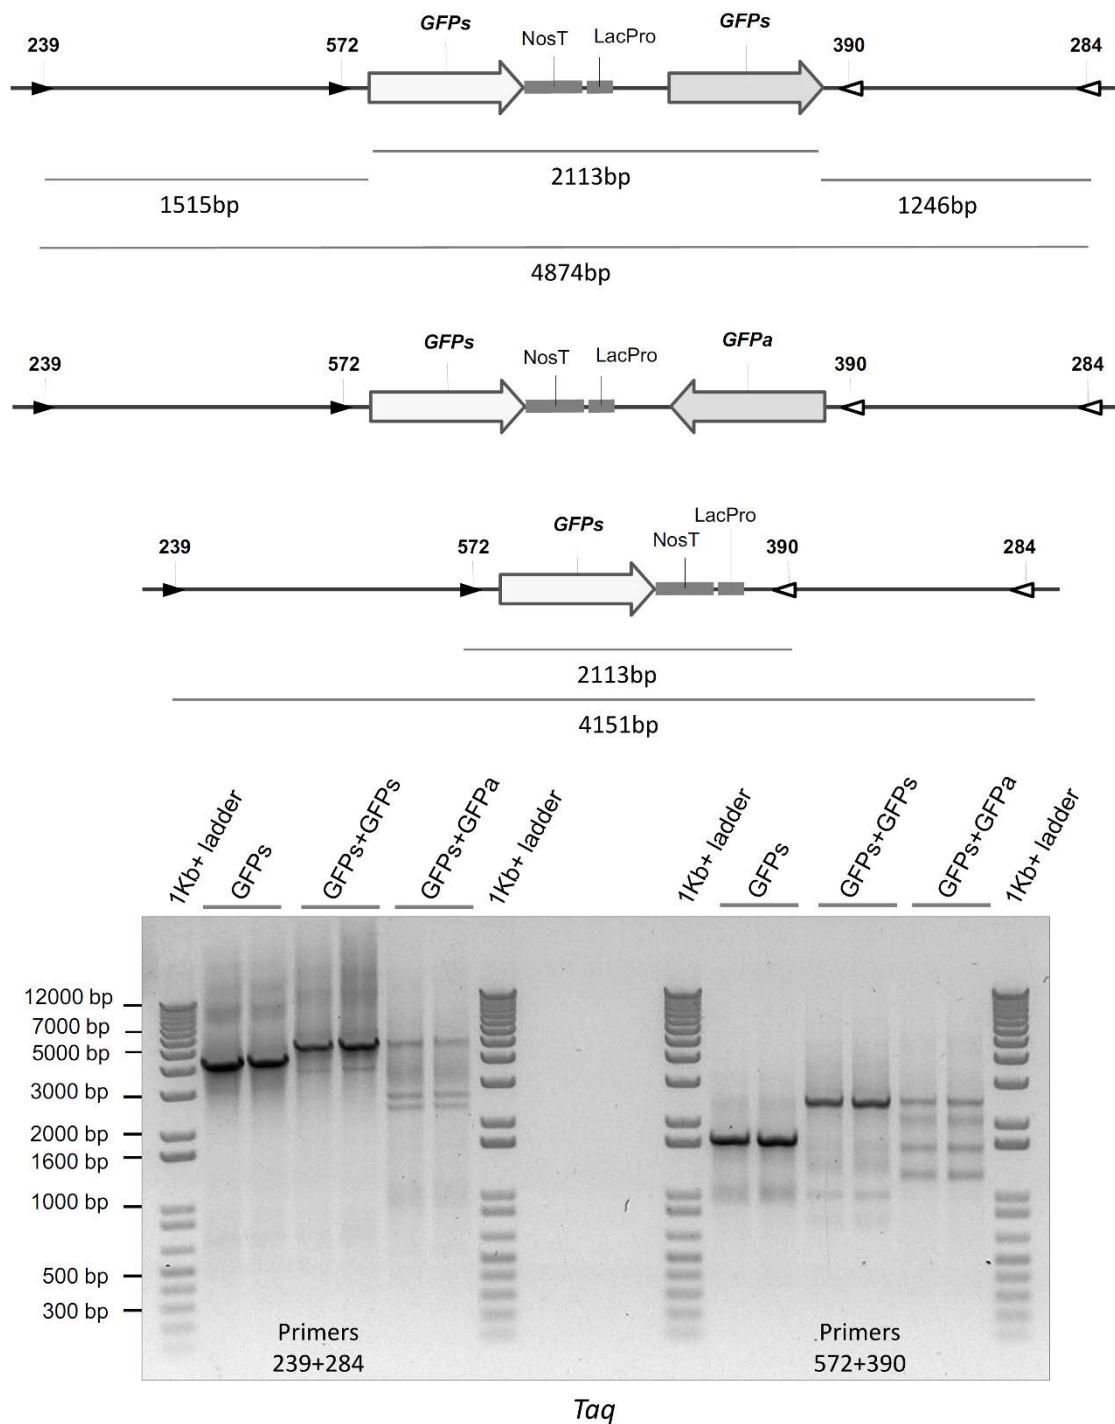 GFPs
GFPs
NosT
LacPro
239
572
390
284
2113bp
1515bp
1246bp
4874bp
GFPs
GFPa
NosT
LacPro
239
572
390
284
LacPro
GFPs
NosT
239
572
390
284
2113bp
4151bp
1Kb+ ladder
GFPs
GFPs+GFPs
GFPs+GFPa
1Kb+ ladder
1Kb+ ladder
GFPs
GFPs+GFPs
GFPs+GFPa
1Kb+ ladder
12000 bp
7000 bp
5000 bp
3000 bp
2000 bp
1600 bp
1000 bp
500 bp
300 bp
Primers
239+284
Primers
572+390
Taq